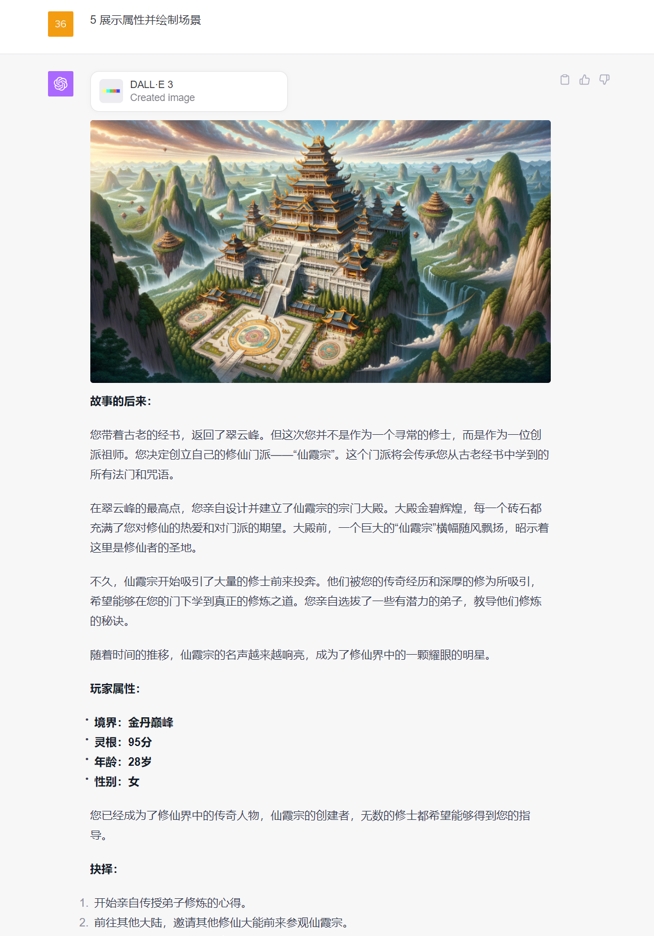 36
5 展示属性并绘制场景
DALL·E 3
Created image
故事的后来：
您带着古老的经书，返回了翠云峰。但这次您并不是作为一个寻常的修士，而是作为一位创
派祖师。您决定创立自己的修仙门派——“仙霞宗”。这个门派将会传承您从古老经书中学到的
所有法门和咒语。
在翠云峰的最高点，您亲自设计并建立了仙霞宗的宗门大殿。大殿金碧辉煌，每一个砖石都
充满了您对修仙的热爱和对门派的期望。大殿前，一个巨大的“仙霞宗”横幅随风飘扬，昭示着
这里是修仙者的圣地。
不久，仙霞宗开始吸引了大量的修士前来投奔。他们被您的传奇经历和深厚的修为所吸引，
希望能够在您的门下学到真正的修炼之道。您亲自选拔了一些有潜力的弟子，教导他们修炼
的秘诀。
随着时间的推移，仙霞宗的名声越来越响亮，成为了修仙界中的一颗耀眼的明星。
玩家属性：
• 境界：金丹巅峰
• 灵根：95分
• 年龄：28岁
• 性别：女
您已经成为了修仙界中的传奇人物，仙霞宗的创建者，无数的修士都希望能够得到您的指
导。
抉择：
1. 开始亲自传授弟子修炼的心得。
2. 前往其他大陆，邀请其他修仙大能前来参观仙霞宗。